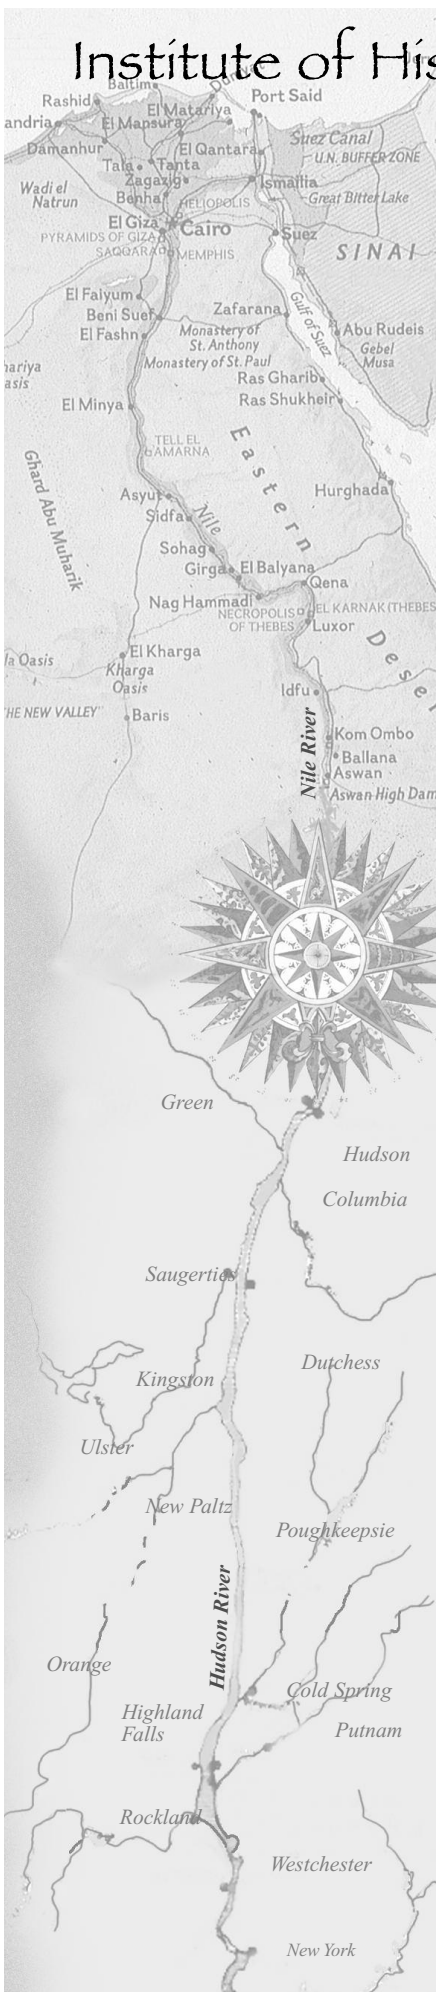 Institute of His
Baltim
Rashid
Port Said
andria
El Matariya
El Mansura
Suez Canal
Damanhur
El Qantara
U.N. BUFFER ZONE
Tala
Tanta
Zagazig
Ismailia
Wadi el
Natrun
Benha
HELIOPOLIS
Great Bitter Lake
El Giza
Cairo
Suez
PYRAMIDS OF GIZA
SINAI
SAQQARA
MEMPHIS
El Faiyum
Beni Suef
Zafarana
Gulf of Suez
El Fashn
Monastery of
St. Anthony
Abu Rudeis
Gebel
Musa
hariya
asis
Monastery of St. Paul
Ras Gharib
El Minya
Ras Shukheir
Eastern
TELL EL
AMARNA
Ghard Abu Muharik
Asyut
Hurghada
Sidfa
Nile
Sohag
Girga
El Balyana
Qena
Nag Hammadi
NECROPOLIS
OF THEBES
EL KARNAK (THEBES
Luxor
Deser
la Oasis
El Kharga
Kharga
Oasis
Idfu
HE NEW VALLEY"
Baris
Nile River
Kom Ombo
Ballana
Aswan
Aswan High Dam
Green
Hudson
Columbia
Saugerties
Dutchess
Kingston
Ulster
New Paltz
Poughkeepsie
Hudson River
Orange
Cold Spring
Highland
Falls
Putnam
Rockland
Westchester
New York